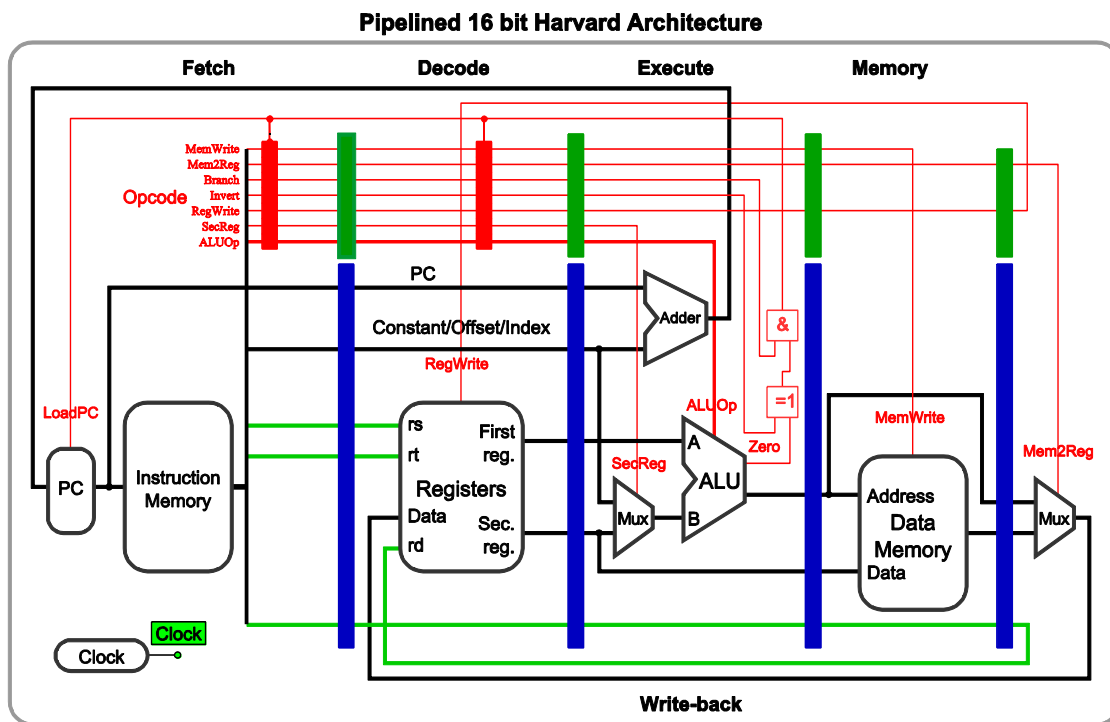 Pipelined 16 bit Harvard Architecture
Fetch
Decode
Execute
Memory
MemWrite
Mem2Reg
Branch
Opcode
Invert
RegWrite
SecReg
ALUOp
PC
Adder
&
Constant/Offset/Index
RegWrite
LoadPC
ALUOp
=1
MemWrite
rs
First
reg.
rt
A
Zero
Mem2Reg
PC
Instruction
Memory
Registers
SecReg
ALU
Address
Data
Memory
Data
Sec.
reg.
rd
Mux
B
Data
Mux
Clock
Clock
Write-back